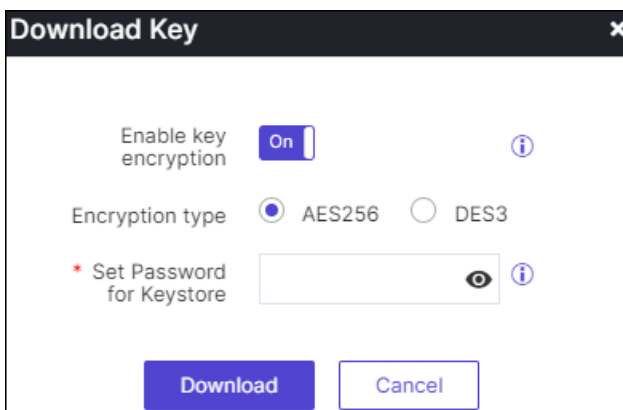 Download Key
Enable key
encryption
On
Encryption type
AES256
DES3
* Set Password
for Keystore
Download
Cancel